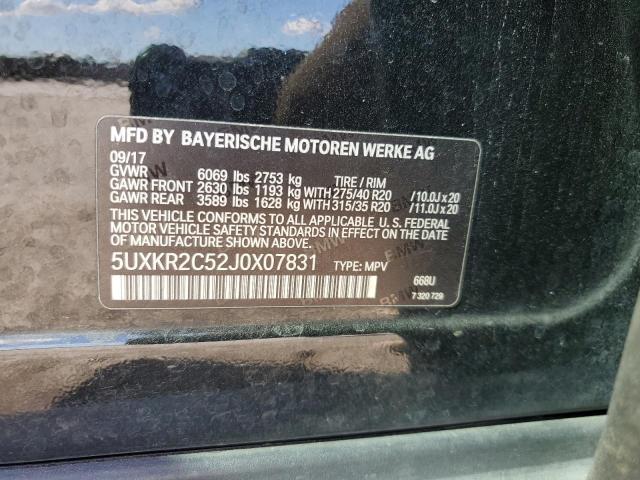 MFD BY BAYERISCHE MOTOREN WERKE AG
09/17
GVWR 6069 lbs 2753 kg TIRE / RIM
GAWR FRONT 2630 lbs 1193 kg WITH 275/40 R20 /10.0J x 20
GAWR REAR 3589 lbs 1628 kg WITH 315/35 R20 /11.0J x 20
THIS VEHICLE CONFORMS TO ALL APPLICABLE U. S. FEDERAL
MOTOR VEHICLE SAFETY STANDARDS IN EFFECT ON THE DATE OF
MANUFACTURE SHOWN ABOVE.
5UXKR2C52J0X07831 TYPE: MPV
668U
7 320 729